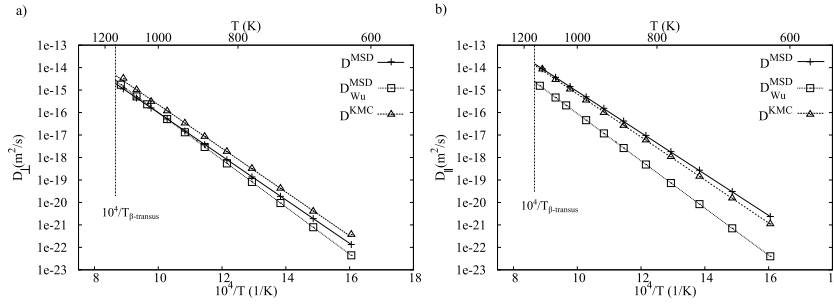 a)
T (K)
1200 1000 800 600
1e-13
1e-14
1e-15
1e-16
1e-17
1e-18
1e-19
1e-20
1e-21
1e-22
1e-23
D⊥(m²/s)
D^MSD
D^MSD_Wu
D^KMC
10⁴/Tβ-transus
8 10 12 14 16 18
10⁴/T (1/K)
b)
T (K)
1200 1000 800 600
1e-13
1e-14
1e-15
1e-16
1e-17
1e-18
1e-19
1e-20
1e-21
1e-22
1e-23
D∥(m²/s)
D^MSD
D^MSD_Wu
D^KMC
10⁴/Tβ-transus
8 10 12 14 16 18
10⁴/T (1/K)